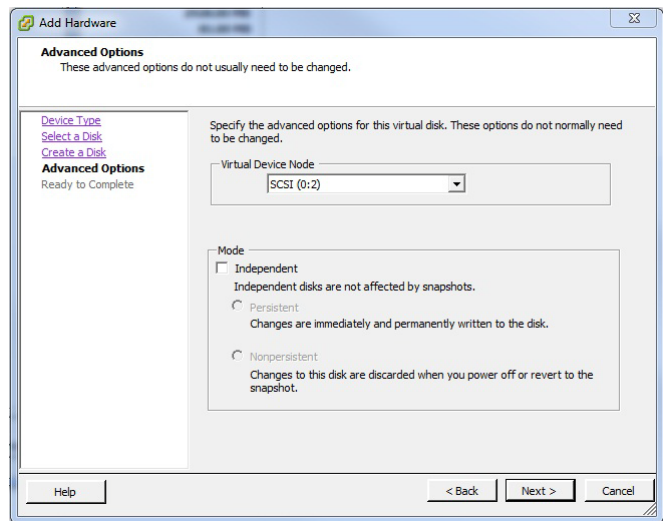 Add Hardware
Advanced Options
These advanced options do not usually need to be changed.
Device Type
Select a Disk
Create a Disk
Advanced Options
Ready to Complete
Specify the advanced options for this virtual disk. These options do not normally need
to be changed.
Virtual Device Node
SCSI (0:2)
Mode
Independent
Independent disks are not affected by snapshots.
Persistent
Changes are immediately and permanently written to the disk.
Nonpersistent
Changes to this disk are discarded when you power off or revert to the
snapshot.
Help
< Back
Next >
Cancel